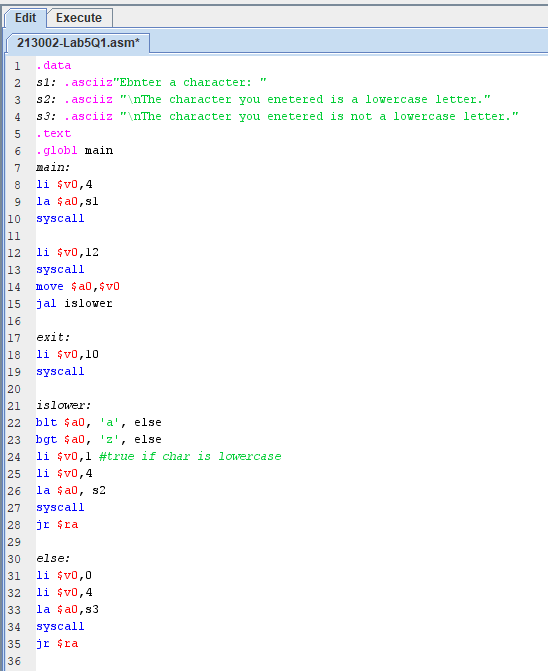 Edit Execute
213002-Lab5Q1.asm*
1 .data
2 s1: .asciiz"Ebnter a character: "
3 s2: .asciiz "\nThe character you enetered is a lowercase letter."
4 s3: .asciiz "\nThe character you enetered is not a lowercase letter."
5 .text
6 .globl main
7 main:
8 li $v0,4
9 la $a0,s1
10 syscall
11
12 li $v0,12
13 syscall
14 move $a0,$v0
15 jal islower
16
17 exit:
18 li $v0,10
19 syscall
20
21 islower:
22 blt $a0, 'a', else
23 bgt $a0, 'z', else
24 li $v0,1 #true if char is lowercase
25 li $v0,4
26 la $a0, s2
27 syscall
28 jr $ra
29
30 else:
31 li $v0,0
32 li $v0,4
33 la $a0,s3
34 syscall
35 jr $ra
36